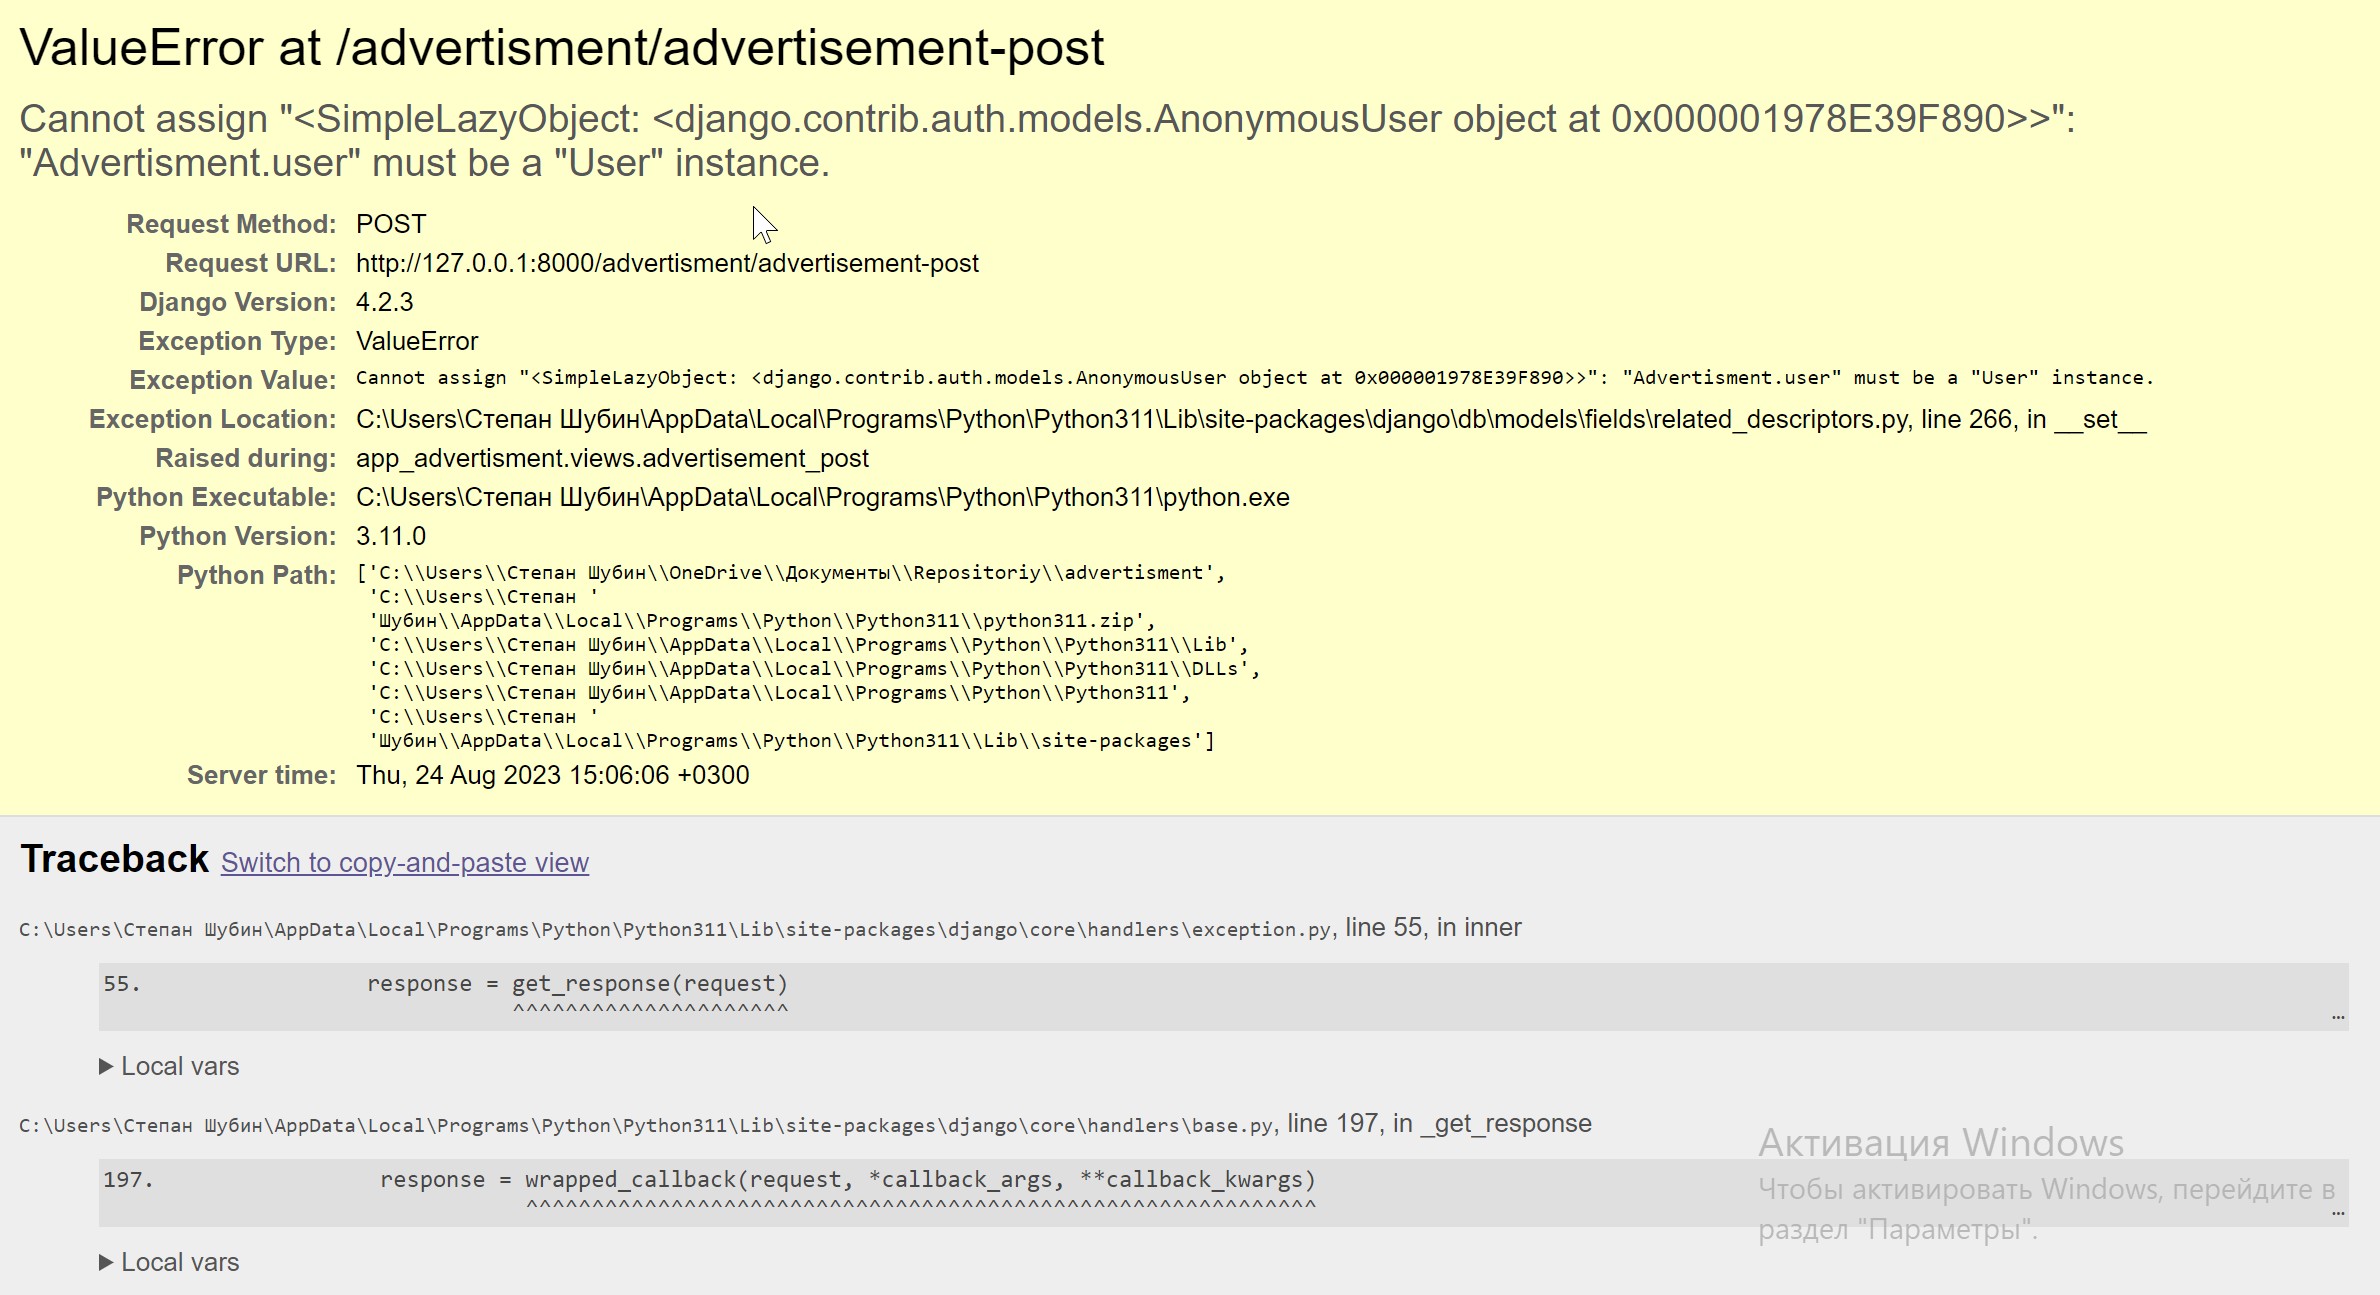 ValueError at /advertisment/advertisement-post
Cannot assign "<SimpleLazyObject: <django.contrib.auth.models.AnonymousUser object at 0x000001978E39F890>>":
"Advertisment.user" must be a "User" instance.
Request Method: POST
Request URL: http://127.0.0.1:8000/advertisment/advertisement-post
Django Version: 4.2.3
Exception Type: ValueError
Exception Value: Cannot assign "<SimpleLazyObject: <django.contrib.auth.models.AnonymousUser object at 0x000001978E39F890>>": "Advertisment.user" must be a "User" instance.
Exception Location: C:\Users\Степан Шубин\AppData\Local\Programs\Python\Python311\Lib\site-packages\django\db\models\fields\related_descriptors.py, line 266, in __set__
Raised during: app_advertisment.views.advertisement_post
Python Executable: C:\Users\Степан Шубин\AppData\Local\Programs\Python\Python311\python.exe
Python Version: 3.11.0
Python Path: ['C:\\Users\\Степан Шубин\\OneDrive\\Документы\\Repositoriy\\advertisment',
'C:\\Users\\Степан '
'Шубин\\AppData\\Local\\Programs\\Python\\Python311\\python311.zip',
'C:\\Users\\Степан Шубин\\AppData\\Local\\Programs\\Python\\Python311\\Lib',
'C:\\Users\\Степан Шубин\\AppData\\Local\\Programs\\Python\\Python311\\DLLs',
'C:\\Users\\Степан Шубин\\AppData\\Local\\Programs\\Python\\Python311',
'C:\\Users\\Степан '
'Шубин\\AppData\\Local\\Programs\\Python\\Python311\\Lib\\site-packages']
Server time: Thu, 24 Aug 2023 15:06:06 +0300
Traceback Switch to copy-and-paste view
C:\Users\Степан Шубин\AppData\Local\Programs\Python\Python311\Lib\site-packages\django\core\handlers\exception.py, line 55, in inner
55. response = get_response(request)
^^^^^^^^^^^^^^^^^^^^^ …
▶ Local vars
C:\Users\Степан Шубин\AppData\Local\Programs\Python\Python311\Lib\site-packages\django\core\handlers\base.py, line 197, in _get_response
197. response = wrapped_callback(request, *callback_args, **callback_kwargs)
^^^^^^^^^^^^^^^^^^^^^^^^^^^^^^^^^^^^^^^^^^^^^^^^^^^^^^^^^^^^ …
▶ Local vars
Активация Windows
Чтобы активировать Windows, перейдите в
раздел "Параметры".